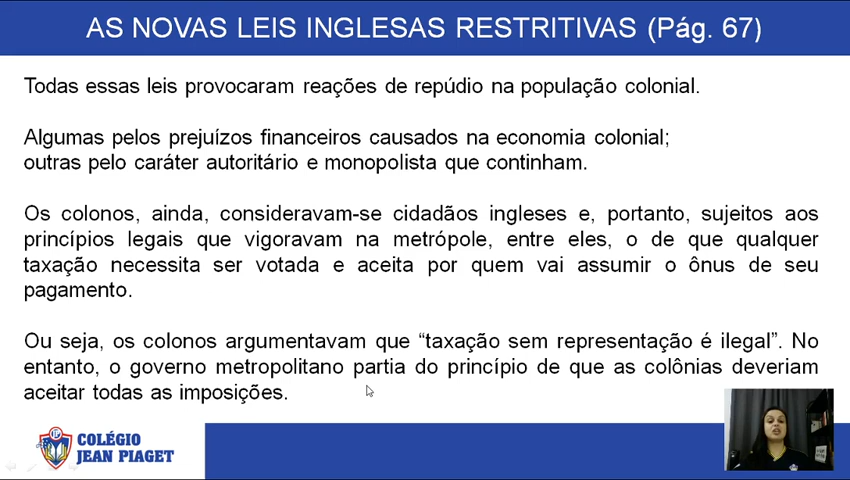 AS NOVAS LEIS INGLESAS RESTRITIVAS (Pág. 67)
Todas essas leis provocaram reações de repúdio na população colonial.
Algumas pelos prejuízos financeiros causados na economia colonial;
outras pelo caráter autoritário e monopolista que continham.
Os colonos, ainda, consideravam-se cidadãos ingleses e, portanto, sujeitos aos
princípios legais que vigoravam na metrópole, entre eles, o de que qualquer
taxação necessita ser votada e aceita por quem vai assumir o ônus de seu
pagamento.
Ou seja, os colonos argumentavam que “taxação sem representação é ilegal”. No
entanto, o governo metropolitano partia do princípio de que as colônias deveriam
aceitar todas as imposições.
COLÉGIO
JEAN PIAGET